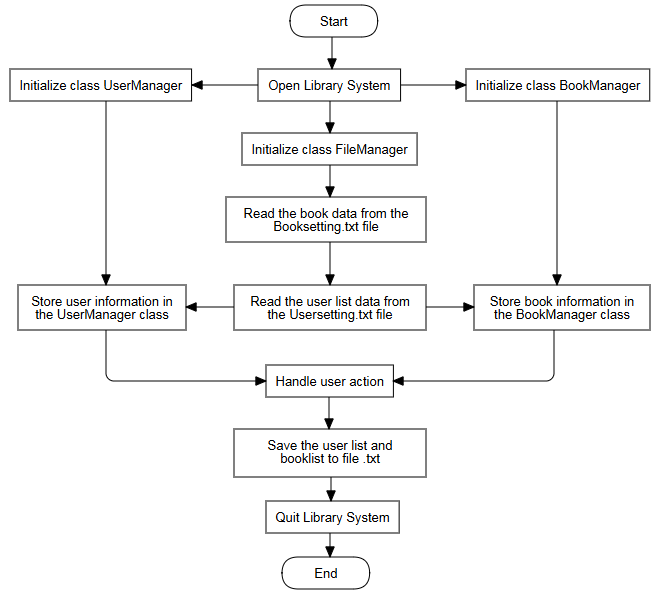 Start
Initialize class UserManager
Open Library System
Initialize class BookManager
Initialize class FileManager
Read the book data from the
Booksetting.txt file
Store user information in
the UserManager class
Read the user list data from
the Usersetting.txt file
Store book information in
the BookManager class
Handle user action
Save the user list and
booklist to file .txt
Quit Library System
End